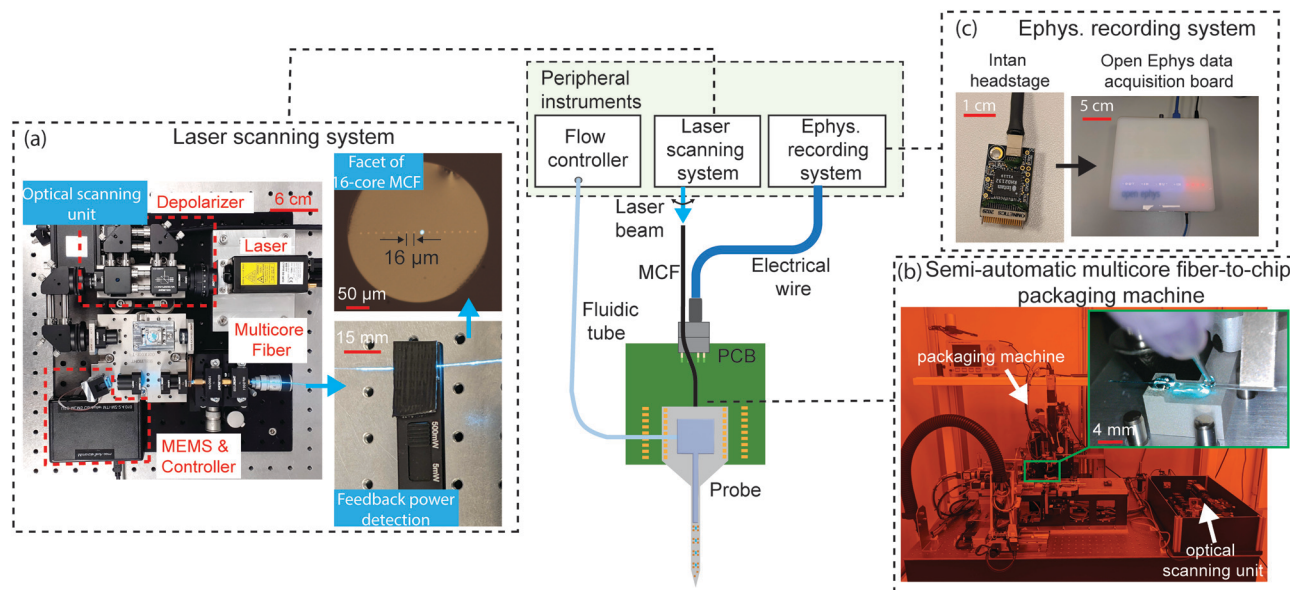 (a)
Laser scanning system
Optical scanning
unit
Depolarizer
6 cm
Laser
Multicore
Fiber
MEMS &
Controller
Facet of
16-core MCF
16 μm
50 μm
15 mm
500mW
5mW
Feedback power
detection
Peripheral
instruments
Flow
controller
Laser
scanning
system
Ephys.
recording
system
Laser
beam
MCF
Electrical
wire
Fluidic
tube
PCB
Probe
(c)
Ephys. recording system
Intan
headstage
Open Ephys data
acquisition board
1 cm
5 cm
(b)
Semi-automatic multicore fiber-to-chip
packaging machine
packaging machine
4 mm
optical
scanning unit